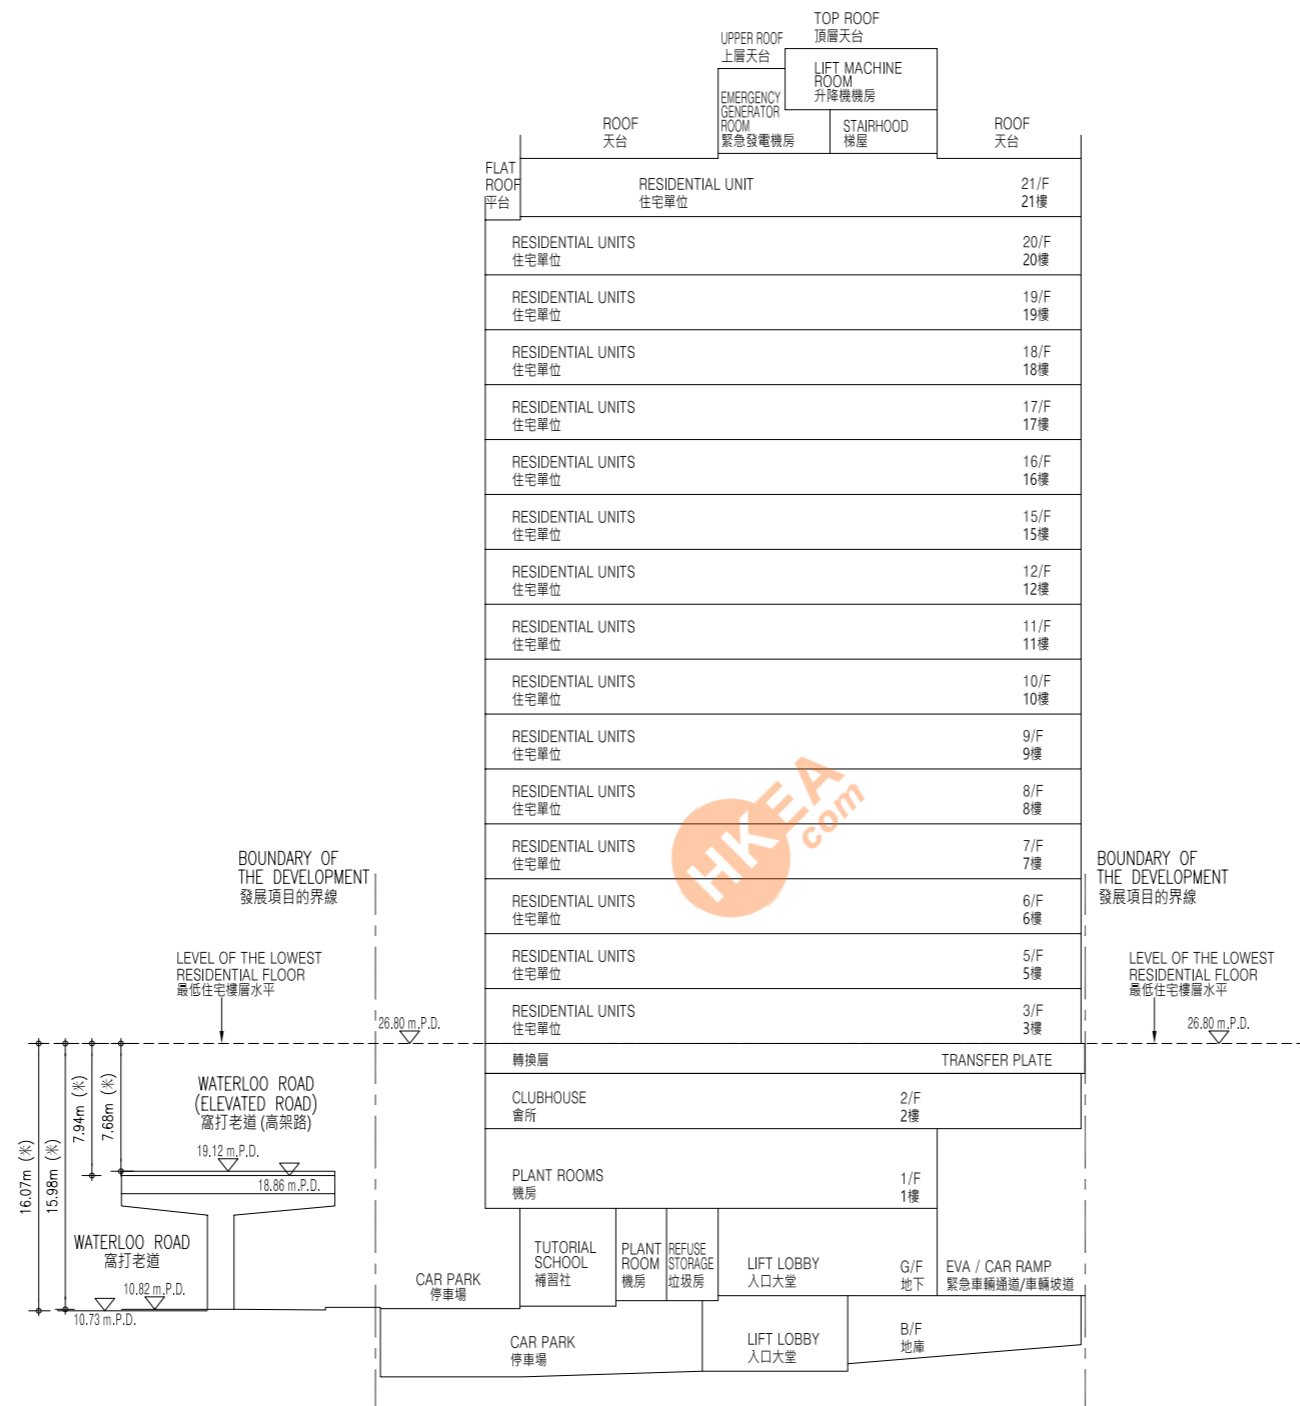 TOP ROOF
頂層天台
UPPER ROOF
上層天台
LIFT MACHINE
ROOM
升降機機房
EMERGENCY
GENERATOR
ROOM
緊急發電機房
STAIRHOOD
梯屋
ROOF
天台
ROOF
天台
FLAT
ROOF
平台
RESIDENTIAL UNIT
住宅單位
21/F
21樓
RESIDENTIAL UNITS
住宅單位
20/F
20樓
RESIDENTIAL UNITS
住宅單位
19/F
19樓
RESIDENTIAL UNITS
住宅單位
18/F
18樓
RESIDENTIAL UNITS
住宅單位
17/F
17樓
RESIDENTIAL UNITS
住宅單位
16/F
16樓
RESIDENTIAL UNITS
住宅單位
15/F
15樓
RESIDENTIAL UNITS
住宅單位
12/F
12樓
RESIDENTIAL UNITS
住宅單位
11/F
11樓
RESIDENTIAL UNITS
住宅單位
10/F
10樓
RESIDENTIAL UNITS
住宅單位
9/F
9樓
RESIDENTIAL UNITS
住宅單位
8/F
8樓
RESIDENTIAL UNITS
住宅單位
7/F
7樓
RESIDENTIAL UNITS
住宅單位
6/F
6樓
RESIDENTIAL UNITS
住宅單位
5/F
5樓
RESIDENTIAL UNITS
住宅單位
3/F
3樓
HKEA
com
BOUNDARY OF
THE DEVELOPMENT
發展項目的界線
BOUNDARY OF
THE DEVELOPMENT
發展項目的界線
LEVEL OF THE LOWEST
RESIDENTIAL FLOOR
最低住宅樓層水平
LEVEL OF THE LOWEST
RESIDENTIAL FLOOR
最低住宅樓層水平
26.80 m.P.D.
26.80 m.P.D.
轉換層
TRANSFER PLATE
CLUBHOUSE
會所
2/F
2樓
PLANT ROOMS
機房
1/F
1樓
16.07m (米)
15.98m (米)
7.94m (米)
7.68m (米)
WATERLOO ROAD
(ELEVATED ROAD)
窩打老道 (高架路)
19.12 m.P.D.
18.86 m.P.D.
WATERLOO ROAD
窩打老道
10.82 m.P.D.
10.73 m.P.D.
CAR PARK
停車場
TUTORIAL
SCHOOL
補習社
PLANT
ROOM
機房
REFUSE
STORAGE
垃圾房
LIFT LOBBY
入口大堂
G/F
地下
EVA / CAR RAMP
緊急車輛通道/車輛坡道
CAR PARK
停車場
LIFT LOBBY
入口大堂
B/F
地庫